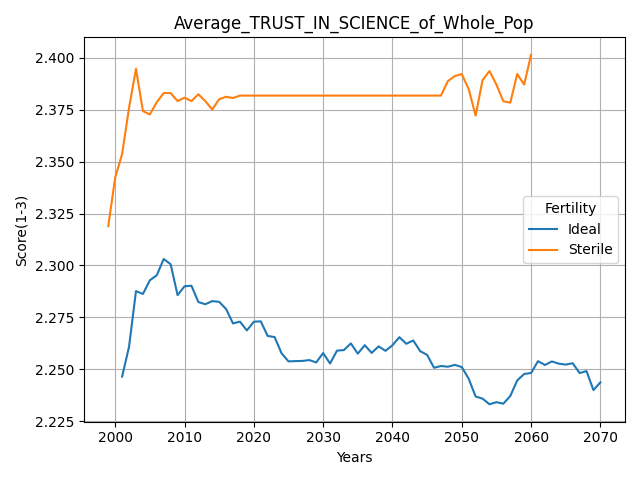 Average_TRUST_IN_SCIENCE_of_Whole_Pop
Score(1-3)
2.400
2.375
2.350
2.325
2.300
2.275
2.250
2.225
Fertility
Ideal
Sterile
2000 2010 2020 2030 2040 2050 2060 2070
Years